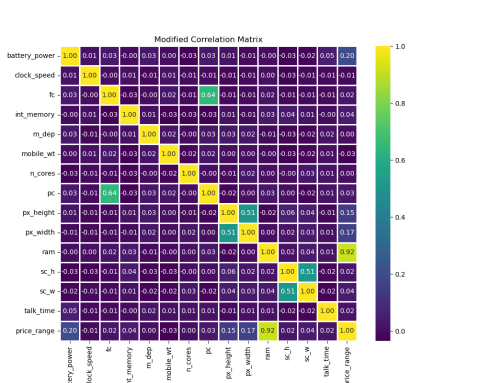 Modified Correlation Matrix
battery_power 1.00 0.01 0.03 -0.00 0.03 0.00 -0.03 0.03 0.01 -0.01 -0.00 -0.03 -0.02 0.05 0.20
clock_speed 0.01 1.00 -0.00 0.01 -0.01 0.01 -0.01 -0.01 -0.01 -0.01 0.00 -0.03 -0.01 -0.01 -0.01
fc 0.03 -0.00 1.00 -0.03 -0.00 0.02 -0.01 0.64 -0.01 -0.01 0.02 -0.01 -0.01 -0.01 0.02
int_memory -0.00 0.01 -0.03 1.00 0.01 -0.03 -0.03 -0.03 0.01 -0.01 0.03 0.04 0.01 -0.00 0.04
m_dep 0.03 -0.01 -0.00 0.01 1.00 0.02 -0.00 0.03 0.03 0.02 -0.01 -0.03 -0.02 0.02 0.00
mobile_wt 0.00 0.01 0.02 -0.03 0.02 1.00 -0.02 0.02 0.00 0.00 -0.00 -0.03 -0.02 0.01 -0.03
n_cores -0.03 -0.01 -0.01 -0.03 -0.00 -0.02 1.00 -0.00 -0.01 0.02 0.00 -0.00 0.03 0.01 0.00
pc 0.03 -0.01 0.64 -0.03 0.03 0.02 -0.00 1.00 -0.02 0.00 0.03 0.00 -0.02 0.01 0.03
px_height 0.01 -0.01 -0.01 0.01 0.03 0.00 -0.01 -0.02 1.00 0.51 -0.02 0.06 0.04 -0.01 0.15
px_width -0.01 -0.01 -0.01 -0.01 0.02 0.00 0.02 0.00 0.51 1.00 0.00 0.02 0.03 0.01 0.17
ram -0.00 0.00 0.02 0.03 -0.01 -0.00 0.00 0.03 -0.02 0.00 1.00 0.02 0.04 0.01 0.92
sc_h -0.03 -0.03 -0.01 0.04 -0.03 -0.03 -0.00 0.00 0.06 0.02 0.02 1.00 0.51 -0.02 0.02
sc_w -0.02 -0.01 -0.01 0.01 -0.02 -0.02 0.03 -0.02 0.04 0.03 0.04 0.51 1.00 -0.02 0.04
talk_time 0.05 -0.01 -0.01 -0.00 0.02 0.01 0.01 0.01 -0.01 0.01 0.01 -0.02 -0.02 1.00 0.02
price_range 0.20 -0.01 0.02 0.04 0.00 -0.03 0.00 0.03 0.15 0.17 0.92 0.02 0.04 0.02 1.00
tery_power lock_speed fc nt_memory m_dep mobile_wt n_cores pc px_height px_width ram sc_h sc_w talk_time rice_range
1.0
0.8
0.6
0.4
0.2
0.0